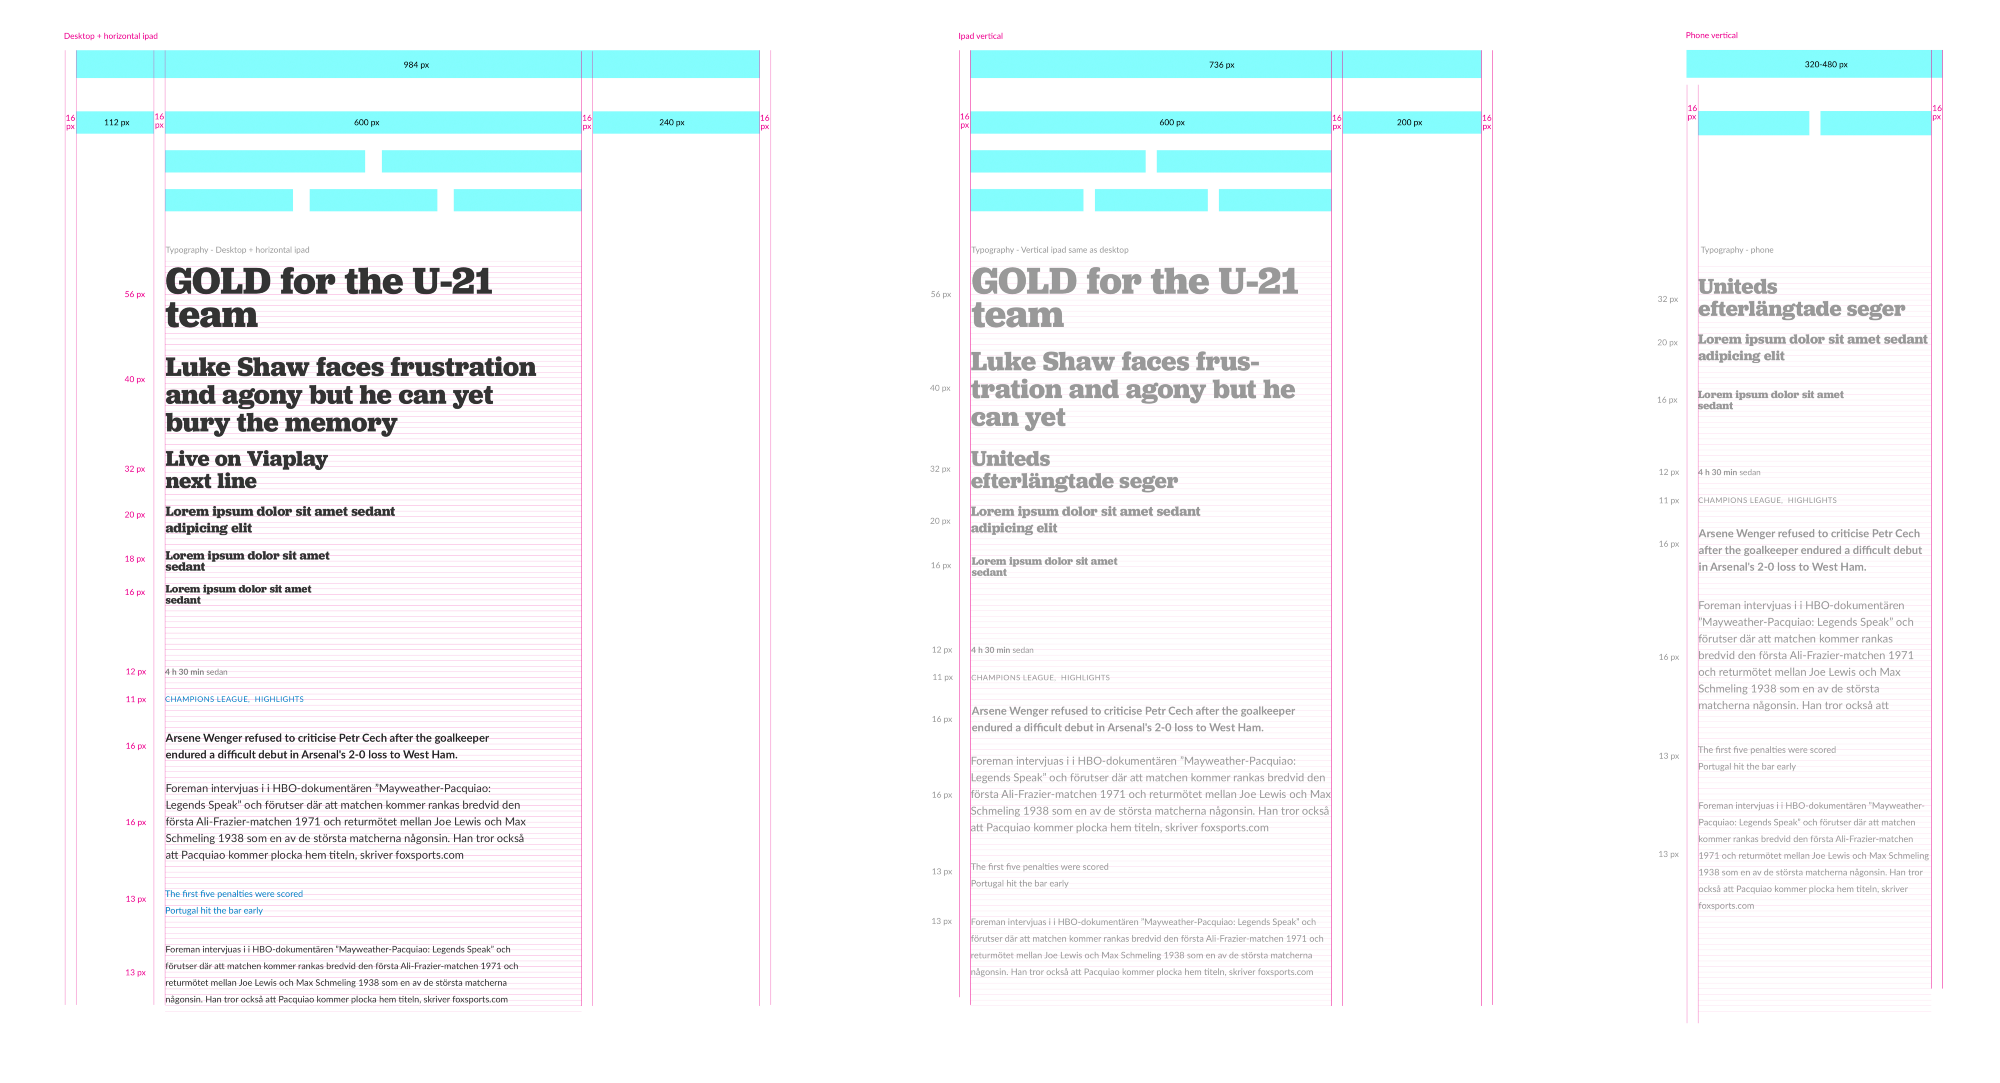 Desktop + horizontal ipad
984 px
16 px
112 px
16 px
600 px
16 px
240 px
16 px
Typography - Desktop + horizontal ipad
56 px
GOLD for the U-21
team
40 px
Luke Shaw faces frustration
and agony but he can yet
bury the memory
32 px
Live on Viaplay
next line
20 px
Lorem ipsum dolor sit amet sedant
adipicing elit
18 px
Lorem ipsum dolor sit amet
sedant
16 px
Lorem ipsum dolor sit amet
sedant
12 px
4 h 30 min sedan
11 px
CHAMPIONS LEAGUE, HIGHLIGHTS
16 px
Arsene Wenger refused to criticise Petr Cech after the goalkeeper
endured a difficult debut in Arsenal's 2-0 loss to West Ham.
16 px
Foreman intervjuas i i HBO-dokumentären ”Mayweather-Pacquiao:
Legends Speak” och förutser där att matchen kommer rankas bredvid den
första Ali-Frazier-matchen 1971 och returmötet mellan Joe Lewis och Max
Schmeling 1938 som en av de största matcherna någonsin. Han tror också
att Pacquiao kommer plocka hem titeln, skriver foxsports.com
13 px
The first five penalties were scored
Portugal hit the bar early
13 px
Foreman intervjuas i i HBO-dokumentären ”Mayweather-Pacquiao: Legends Speak” och
förutser där att matchen kommer rankas bredvid den första Ali-Frazier-matchen 1971 och
returmötet mellan Joe Lewis och Max Schmeling 1938 som en av de största matcherna
någonsin. Han tror också att Pacquiao kommer plocka hem titeln, skriver foxsports.com
Ipad vertical
736 px
16 px
600 px
16 px
200 px
16 px
Typography - Vertical ipad same as desktop
56 px
GOLD for the U-21
team
40 px
Luke Shaw faces frus-
tration and agony but he
can yet
32 px
Uniteds
efterlängtade seger
20 px
Lorem ipsum dolor sit amet sedant
adipicing elit
16 px
Lorem ipsum dolor sit amet
sedant
12 px
4 h 30 min sedan
11 px
CHAMPIONS LEAGUE, HIGHLIGHTS
16 px
Arsene Wenger refused to criticise Petr Cech after the goalkeeper
endured a difficult debut in Arsenal's 2-0 loss to West Ham.
16 px
Foreman intervjuas i i HBO-dokumentären ”Mayweather-Pacquiao:
Legends Speak” och förutser där att matchen kommer rankas bredvid den
första Ali-Frazier-matchen 1971 och returmötet mellan Joe Lewis och Max
Schmeling 1938 som en av de största matcherna någonsin. Han tror också
att Pacquiao kommer plocka hem titeln, skriver foxsports.com
13 px
The first five penalties were scored
Portugal hit the bar early
13 px
Foreman intervjuas i i HBO-dokumentären ”Mayweather-Pacquiao: Legends Speak” och
förutser där att matchen kommer rankas bredvid den första Ali-Frazier-matchen 1971 och
returmötet mellan Joe Lewis och Max Schmeling 1938 som en av de största matcherna
någonsin. Han tror också att Pacquiao kommer plocka hem titeln, skriver foxsports.com
Phone vertical
320-480 px
16 px
16 px
Typography - phone
32 px
Uniteds
efterlängtade seger
20 px
Lorem ipsum dolor sit amet sedant
adipicing elit
16 px
Lorem ipsum dolor sit amet
sedant
12 px
4 h 30 min sedan
11 px
CHAMPIONS LEAGUE, HIGHLIGHTS
16 px
Arsene Wenger refused to criticise Petr Cech
after the goalkeeper endured a difficult debut
in Arsenal's 2-0 loss to West Ham.
16 px
Foreman intervjuas i i HBO-dokumentären
”Mayweather-Pacquiao: Legends Speak” och
förutser där att matchen kommer rankas
bredvid den första Ali-Frazier-matchen 1971
och returmötet mellan Joe Lewis och Max
Schmeling 1938 som en av de största
matcherna någonsin. Han tror också att
13 px
The first five penalties were scored
Portugal hit the bar early
13 px
Foreman intervjuas i i HBO-dokumentären ”Mayweather-
Pacquiao: Legends Speak” och förutser där att matchen
kommer rankas bredvid den första Ali-Frazier-matchen
1971 och returmötet mellan Joe Lewis och Max Schmeling
1938 som en av de största matcherna någonsin. Han tror
också att Pacquiao kommer plocka hem titeln, skriver
foxsports.com